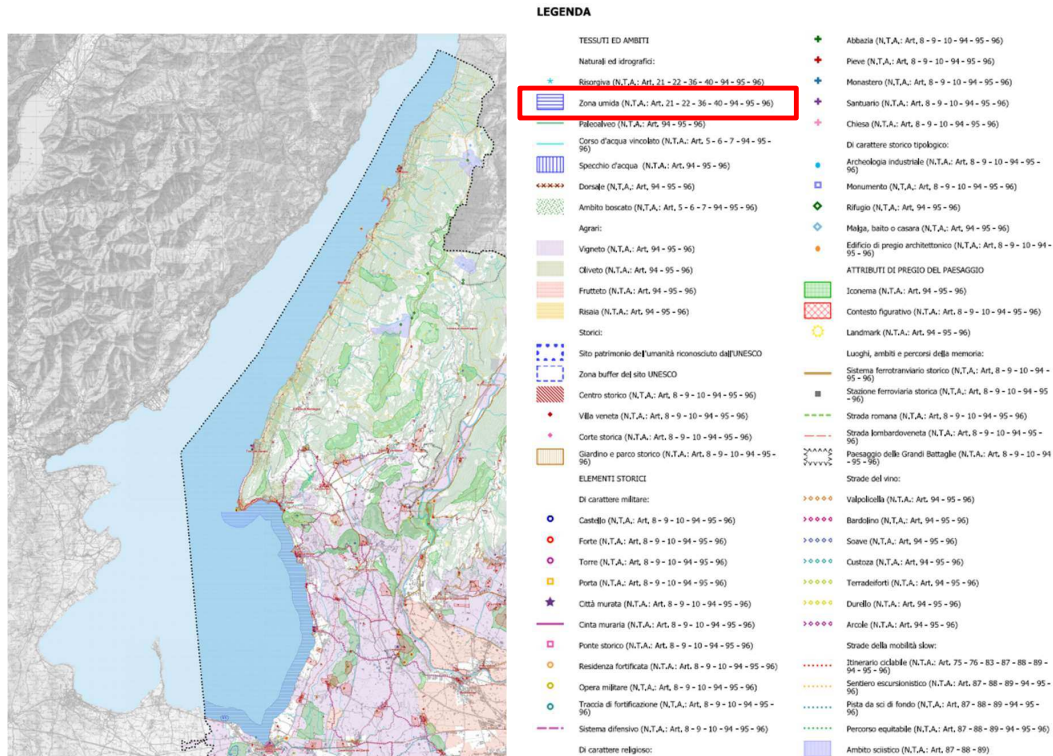 LEGENDA
TESSUTI ED AMBITI
Naturali ed idrografici:
Risorgiva (N.T.A.: Art. 21 - 22 - 36 - 40 - 94 - 95 - 96)
Zona umida (N.T.A.: Art. 21 - 22 - 36 - 40 - 94 - 95 - 96)
Paleoalveo (N.T.A.: Art. 94 - 95 - 96)
Corso d'acqua vincolato (N.T.A.: Art. 5 - 6 - 7 - 94 - 95 -
96)
Specchio d'acqua (N.T.A.: Art. 94 - 95 - 96)
Dorsale (N.T.A.: Art. 94 - 95 - 96)
Ambito boscato (N.T.A.: Art. 5 - 6 - 7 - 94 - 95 - 96)
Agrari:
Vigneto (N.T.A.: Art. 94 - 95 - 96)
Oliveto (N.T.A.: Art. 94 - 95 - 96)
Frutteto (N.T.A.: Art. 94 - 95 - 96)
Risaia (N.T.A.: Art. 94 - 95 - 96)
Storici:
Sito patrimonio dell'umanità riconosciuto dall'UNESCO
Zona buffer del sito UNESCO
Centro storico (N.T.A.: Art. 8 - 9 - 10 - 94 - 95 - 96)
Villa veneta (N.T.A.: Art. 8 - 9 - 10 - 94 - 95 - 96)
Corte storica (N.T.A.: Art. 8 - 9 - 10 - 94 - 95 - 96)
Giardino e parco storico (N.T.A.: Art. 8 - 9 - 10 - 94 - 95 -
96)
ELEMENTI STORICI
Di carattere militare:
Castello (N.T.A.: Art. 8 - 9 - 10 - 94 - 95 - 96)
Forte (N.T.A.: Art. 8 - 9 - 10 - 94 - 95 - 96)
Torre (N.T.A.: Art. 8 - 9 - 10 - 94 - 95 - 96)
Porta (N.T.A.: Art. 8 - 9 - 10 - 94 - 95 - 96)
Città murata (N.T.A.: Art. 8 - 9 - 10 - 94 - 95 - 96)
Cinta muraria (N.T.A.: Art. 8 - 9 - 10 - 94 - 95 - 96)
Ponte storico (N.T.A.: Art. 8 - 9 - 10 - 94 - 95 - 96)
Residenza fortificata (N.T.A.: Art. 8 - 9 - 10 - 94 - 95 - 96)
Opera militare (N.T.A.: Art. 8 - 9 - 10 - 94 - 95 - 96)
Traccia di fortificazione (N.T.A.: Art. 8 - 9 - 10 - 94 - 95 -
96)
Sistema difensivo (N.T.A.: Art. 8 - 9 - 10 - 94 - 95 - 96)
Di carattere religioso:
Abbazia (N.T.A.: Art. 8 - 9 - 10 - 94 - 95 - 96)
Pieve (N.T.A.: Art. 8 - 9 - 10 - 94 - 95 - 96)
Monastero (N.T.A.: Art. 8 - 9 - 10 - 94 - 95 - 96)
Santuario (N.T.A.: Art. 8 - 9 - 10 - 94 - 95 - 96)
Chiesa (N.T.A.: Art. 8 - 9 - 10 - 94 - 95 - 96)
Di carattere storico tipologico:
Archeologia industriale (N.T.A.: Art. 8 - 9 - 10 - 94 - 95 -
96)
Monumento (N.T.A.: Art. 8 - 9 - 10 - 94 - 95 - 96)
Rifugio (N.T.A.: Art. 94 - 95 - 96)
Malga, baito o casara (N.T.A.: Art. 94 - 95 - 96)
Edificio di pregio architettonico (N.T.A.: Art. 8 - 9 - 10 - 94 -
95 - 96)
ATTRIBUTI DI PREGIO DEL PAESAGGIO
Iconema (N.T.A.: Art. 94 - 95 - 96)
Contesto figurativo (N.T.A.: Art. 8 - 9 - 10 - 94 - 95 - 96)
Landmark (N.T.A.: Art. 94 - 95 - 96)
Luoghi, ambiti e percorsi della memoria:
Sistema ferrotranviario storico (N.T.A.: Art. 8 - 9 - 10 - 94 -
95 - 96)
Stazione ferroviaria storica (N.T.A.: Art. 8 - 9 - 10 - 94 - 95
- 96)
Strada romana (N.T.A.: Art. 8 - 9 - 10 - 94 - 95 - 96)
Strada lombardoveneta (N.T.A.: Art. 8 - 9 - 10 - 94 - 95 -
96)
Paesaggio delle Grandi Battaglie (N.T.A.: Art. 8 - 9 - 10 - 94
- 95 - 96)
Strade del vino:
Valpolicella (N.T.A.: Art. 94 - 95 - 96)
Bardolino (N.T.A.: Art. 94 - 95 - 96)
Soave (N.T.A.: Art. 94 - 95 - 96)
Custoza (N.T.A.: Art. 94 - 95 - 96)
Terradeiforti (N.T.A.: Art. 94 - 95 - 96)
Durello (N.T.A.: Art. 94 - 95 - 96)
Arcole (N.T.A.: Art. 94 - 95 - 96)
Strade della mobilità slow:
Itinerario ciclabile (N.T.A.: Art. 75 - 76 - 83 - 87 - 88 - 89 -
94 - 95 - 96)
Sentiero escursionistico (N.T.A.: Art. 87 - 88 - 89 - 94 - 95 -
96)
Pista da sci di fondo (N.T.A.: Art. 87 - 88 - 89 - 94 - 95 -
96)
Percorso equitabile (N.T.A.: Art. 87 - 88 - 89 - 94 - 95 - 96)
Ambito sciistico (N.T.A.: Art. 87 - 88 - 89)